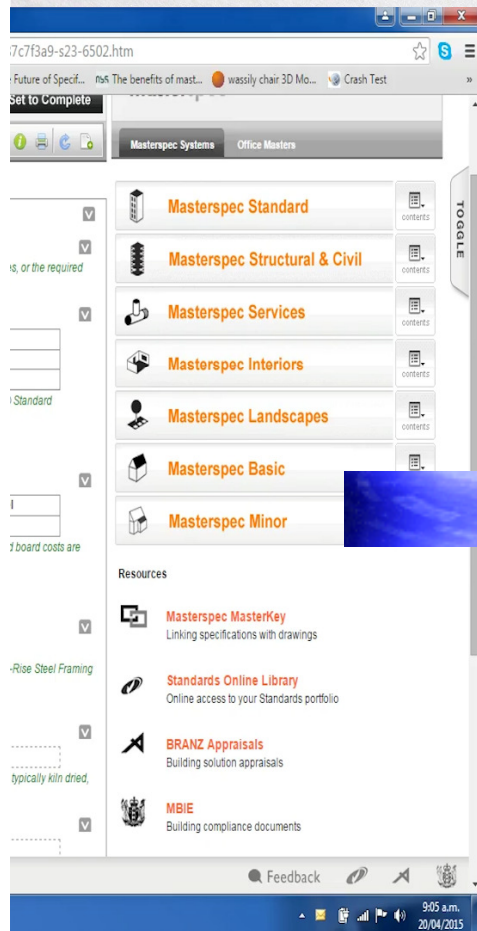 7c7f3a9-s23-6502.htm
Future of Specif... The benefits of mast... wassily chair 3D Mo... Crash Test »
Set to Complete
Masterspec Systems Office Masters
TOGGLE
Masterspec Standard contents
es, or the required
Masterspec Structural & Civil contents
Masterspec Services contents
Masterspec Interiors contents
Standard
Masterspec Landscapes contents
Masterspec Basic
Masterspec Minor
d board costs are
Resources
Masterspec MasterKey
Linking specifications with drawings
-Rise Steel Framing
Standards Online Library
Online access to your Standards portfolio
BRANZ Appraisals
Building solution appraisals
typically kiln dried,
MBIE
Building compliance documents
Feedback
9:05 a.m.
20/04/2015